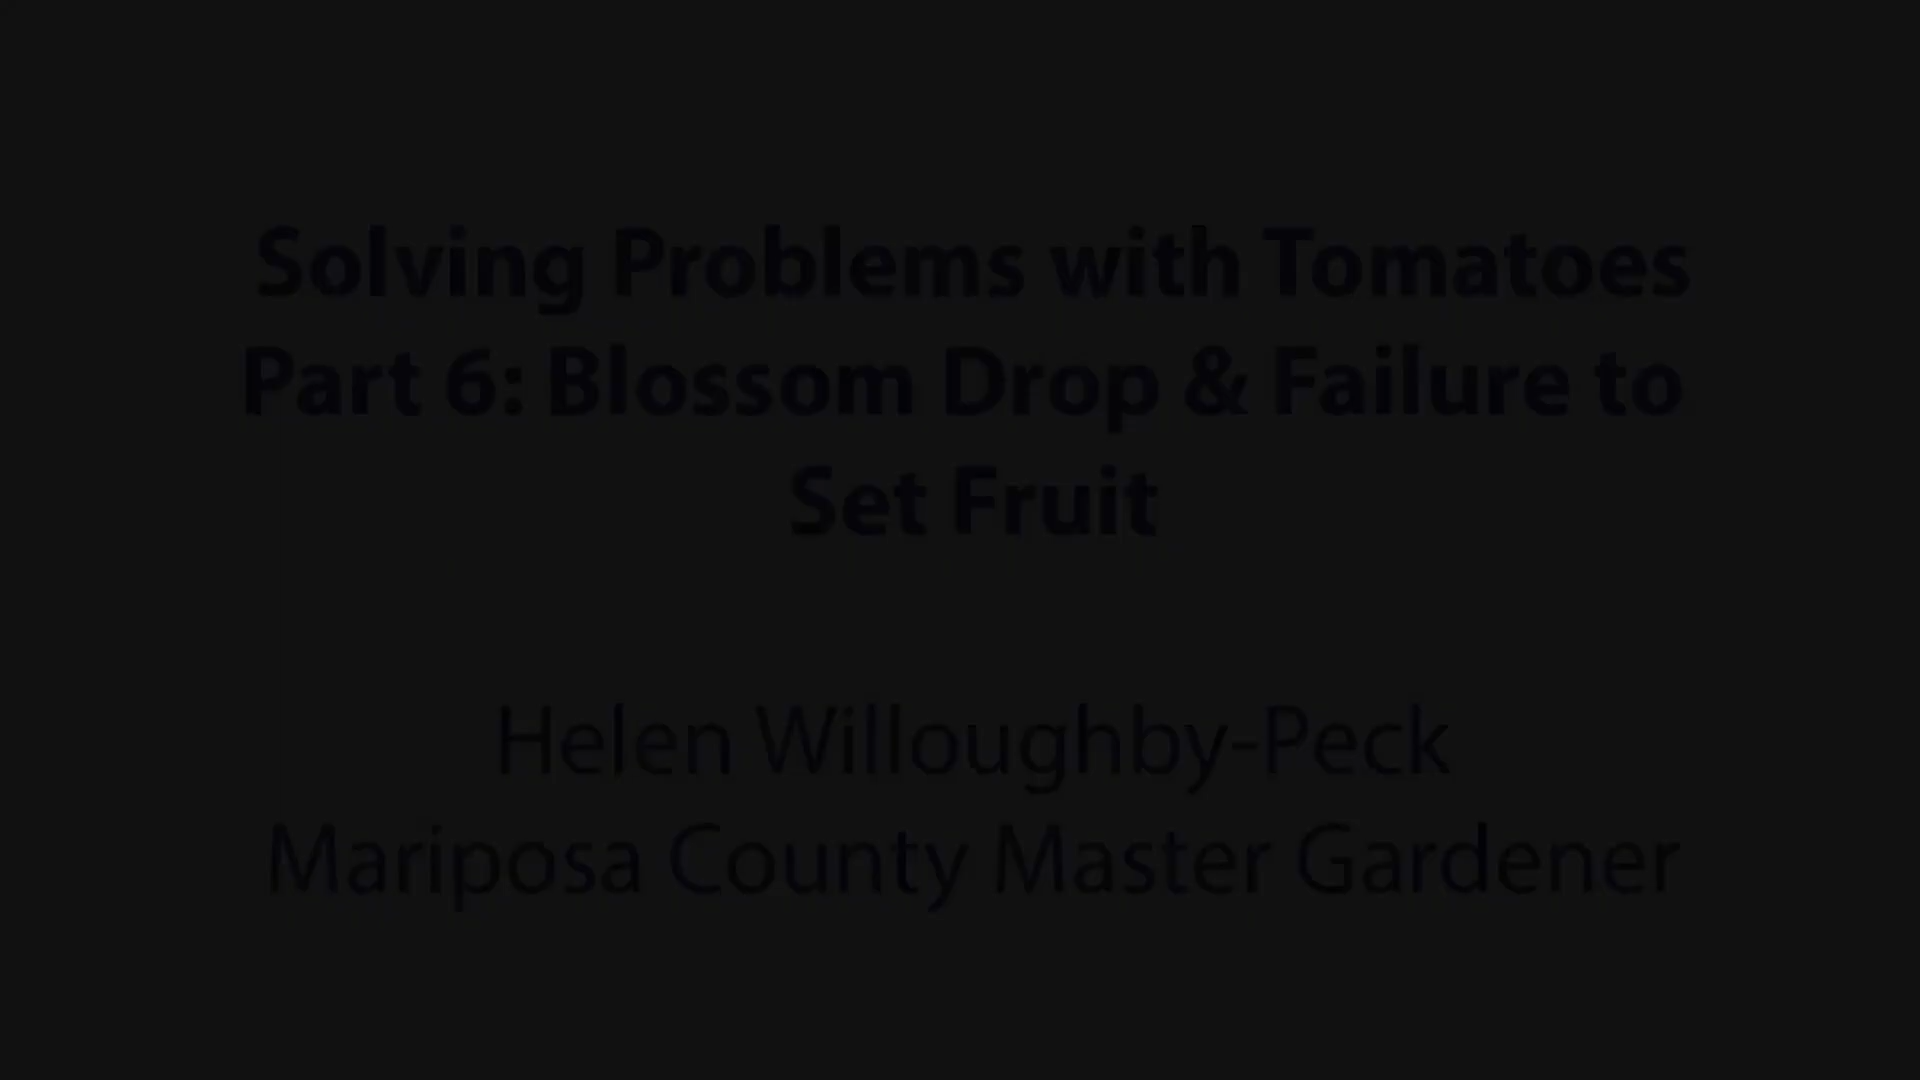 Solving Problems with Tomatoes
Part 6: Blossom Drop & Failure to
Set Fruit
Helen Willoughby-Peck
Mariposa County Master Gardener